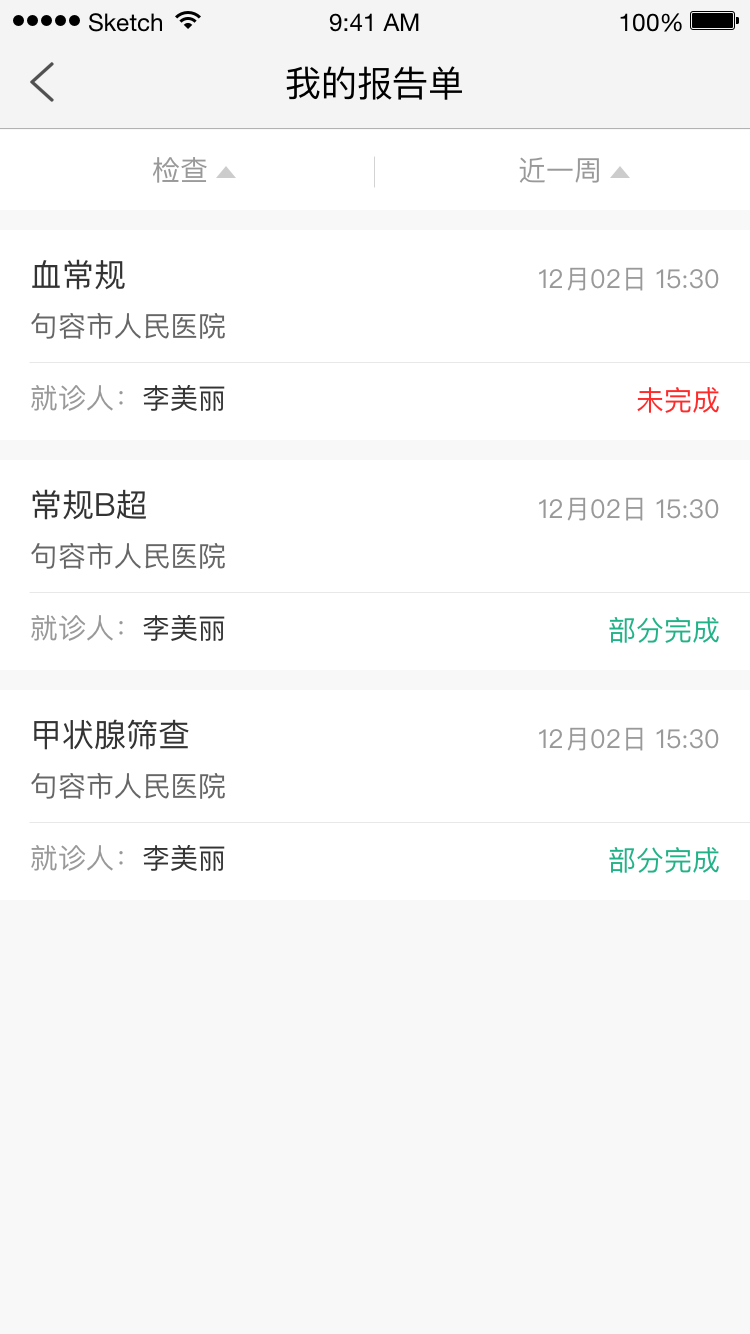 Sketch 9:41 AM 100%
我的报告单
检查 近一周
血常规 12月02日 15:30
句容市人民医院
就诊人： 李美丽 未完成
常规B超 12月02日 15:30
句容市人民医院
就诊人： 李美丽 部分完成
甲状腺筛查 12月02日 15:30
句容市人民医院
就诊人： 李美丽 部分完成